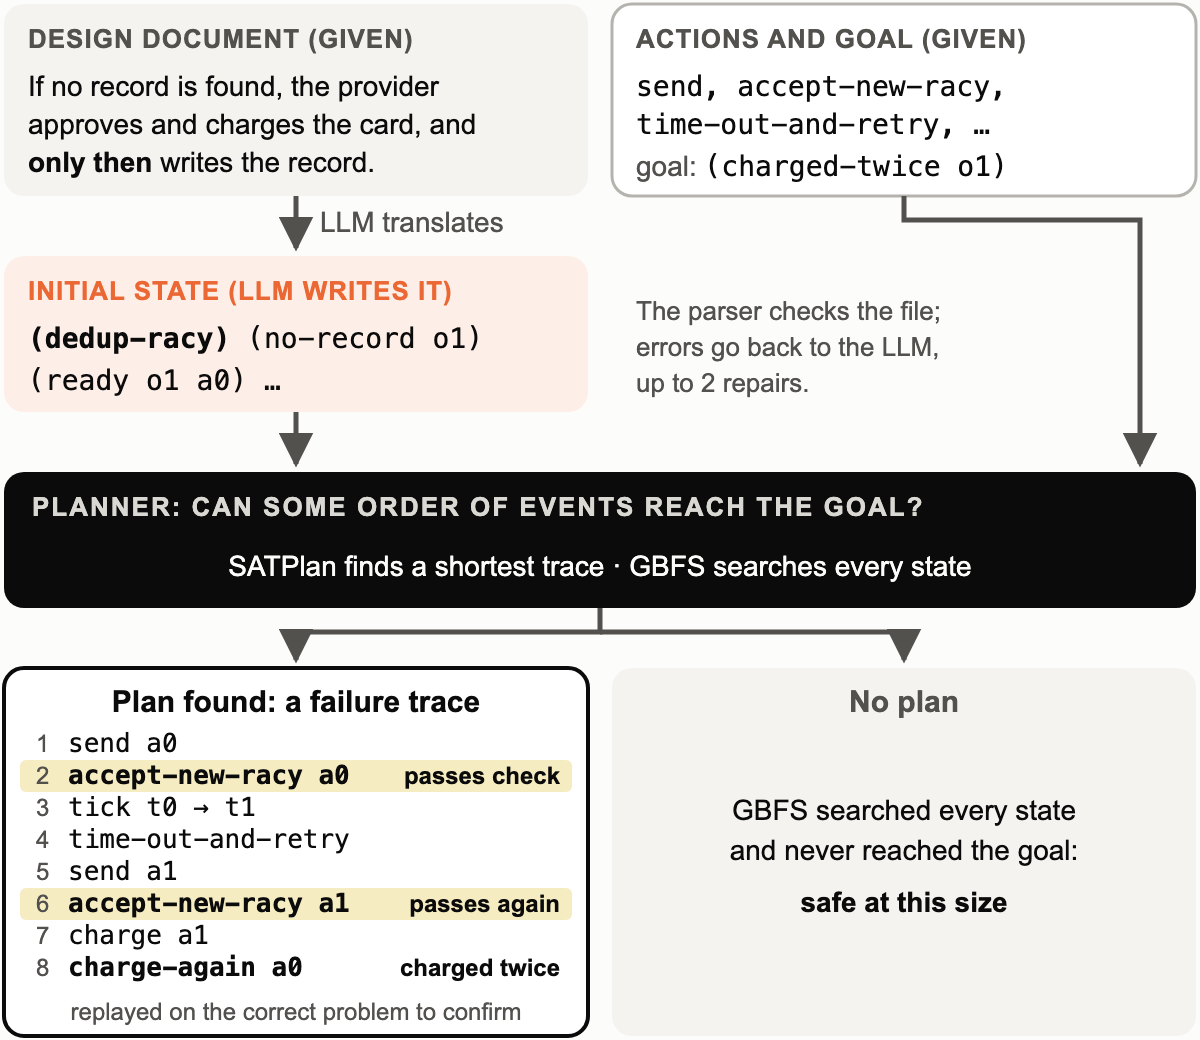 DESIGN DOCUMENT (GIVEN)
If no record is found, the provider
approves and charges the card, and
only then writes the record.
ACTIONS AND GOAL (GIVEN)
send, accept-new-racy,
time-out-and-retry, …
goal: (charged-twice o1)
LLM translates
INITIAL STATE (LLM WRITES IT)
(dedup-racy) (no-record o1)
(ready o1 a0) …
The parser checks the file;
errors go back to the LLM,
up to 2 repairs.
PLANNER: CAN SOME ORDER OF EVENTS REACH THE GOAL?
SATPlan finds a shortest trace · GBFS searches every state
Plan found: a failure trace
1 send a0
2 accept-new-racy a0 passes check
3 tick t0 → t1
4 time-out-and-retry
5 send a1
6 accept-new-racy a1 passes again
7 charge a1
8 charge-again a0 charged twice
replayed on the correct problem to confirm
No plan
GBFS searched every state
and never reached the goal:
safe at this size